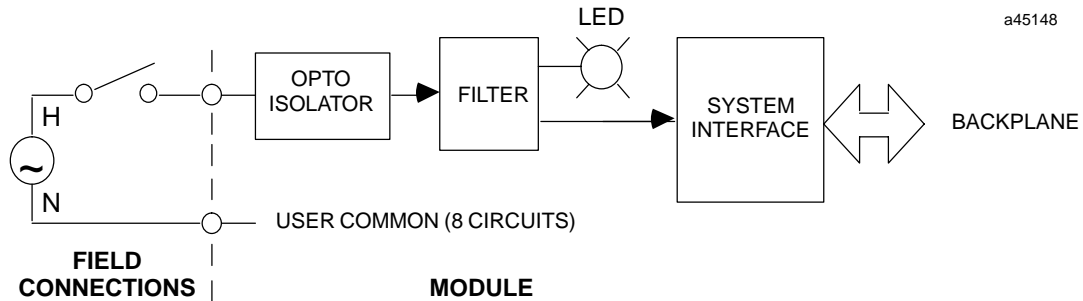 LED
a45148
OPTO
ISOLATOR
FILTER
SYSTEM
INTERFACE
BACKPLANE
H
~
N
USER COMMON (8 CIRCUITS)
FIELD
CONNECTIONS
MODULE